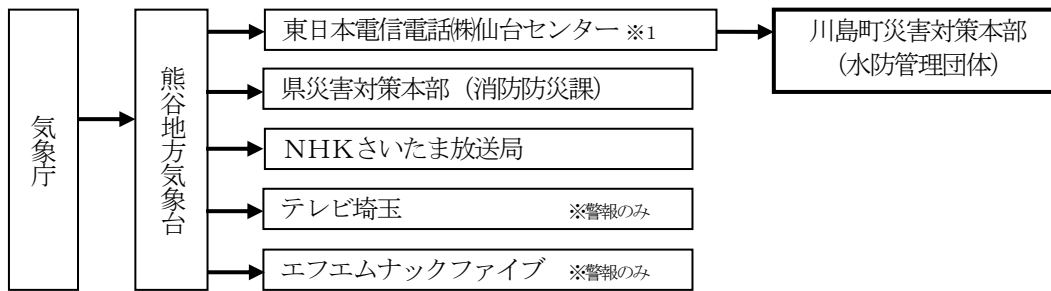 気象庁
熊谷地方気象台
東日本電信電話㈱仙台センター ※1
川島町災害対策本部
（水防管理団体）
県災害対策本部（消防防災課）
ＮＨＫさいたま放送局
テレビ埼玉 ※警報のみ
エフエムナックファイブ ※警報のみ